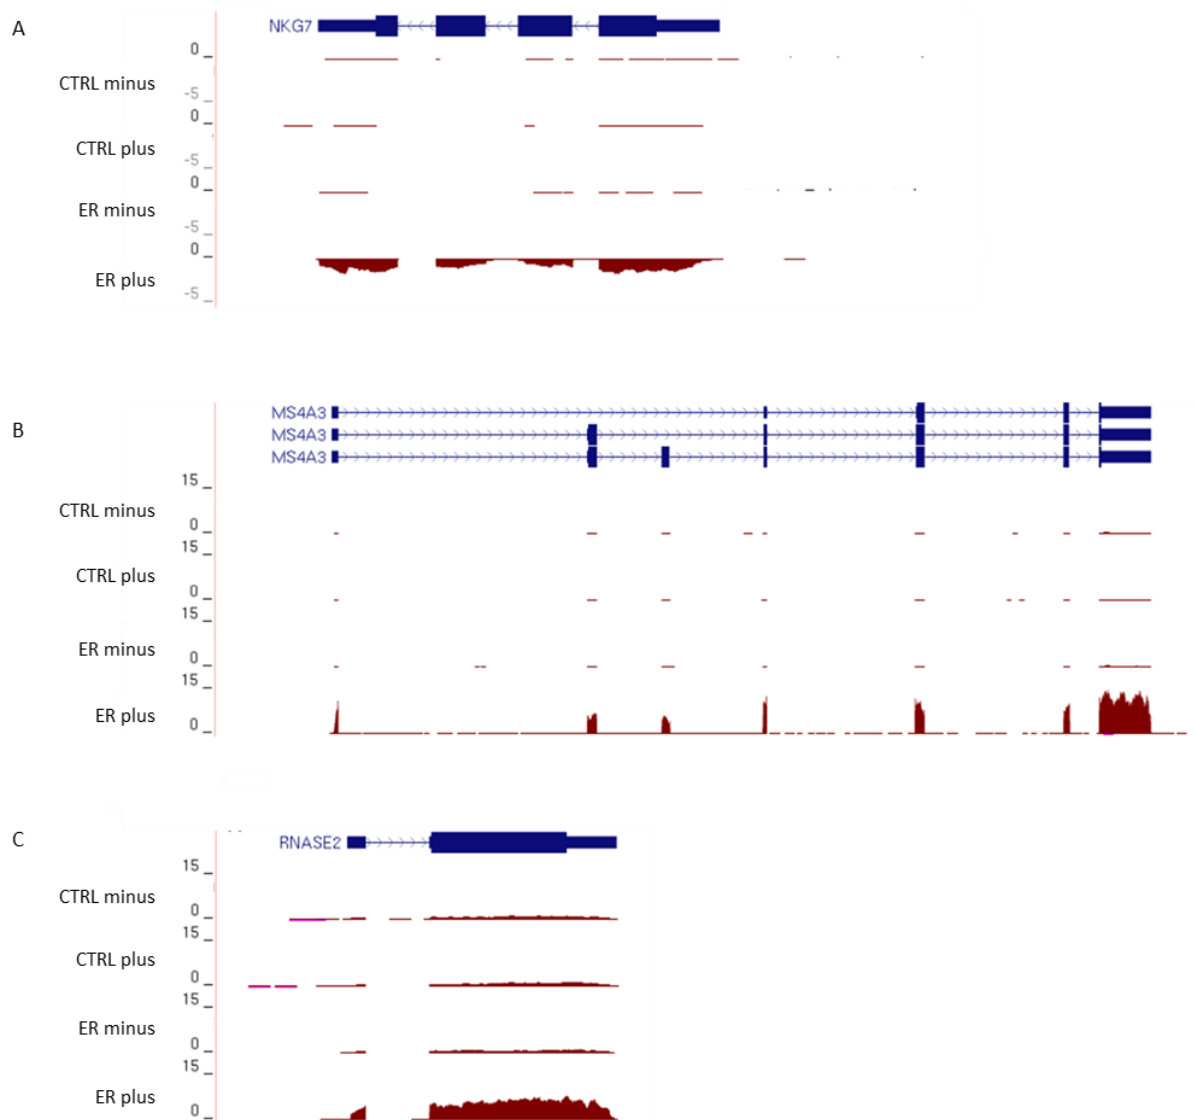 A
NKG7
0
CTRL minus
-5
0
CTRL plus
-5
0
ER minus
-5
0
ER plus
-5
B
MS4A3
MS4A3
MS4A3
15
CTRL minus
0
15
CTRL plus
0
15
ER minus
0
15
ER plus
0
C
RNASE2
15
CTRL minus
0
15
CTRL plus
0
15
ER minus
0
15
ER plus
0